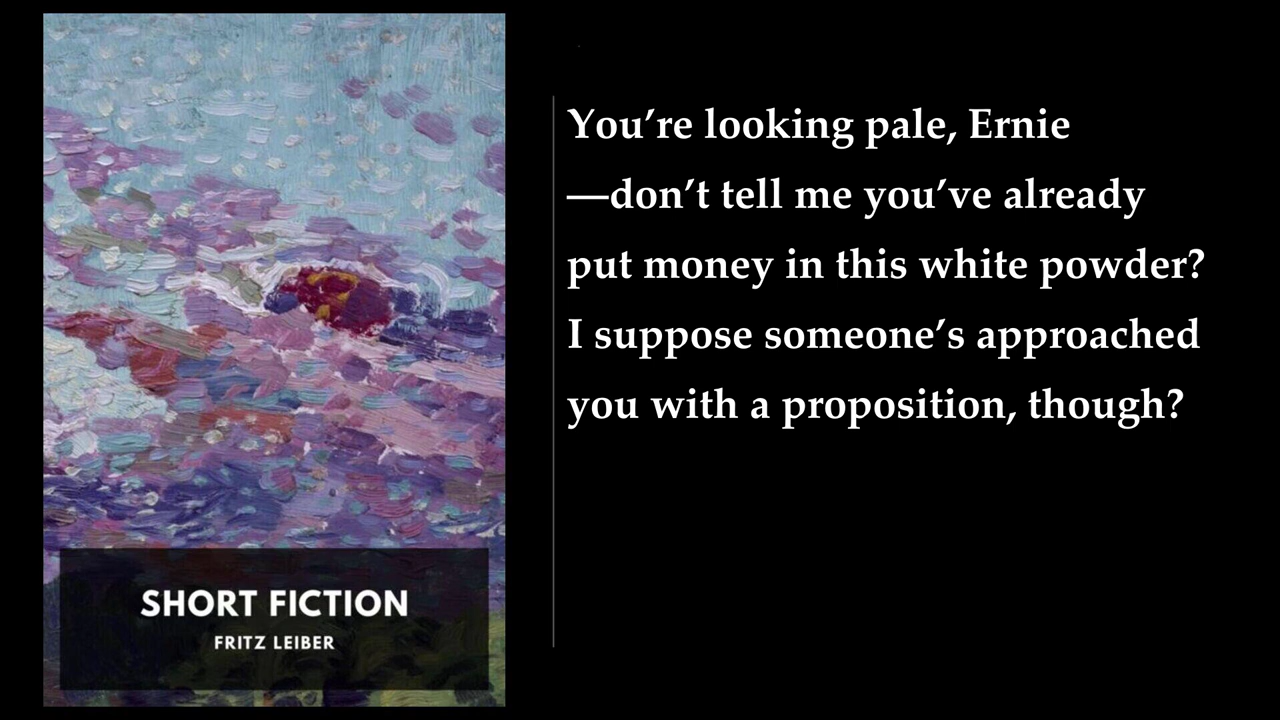 SHORT FICTION
FRITZ LEIBER
You’re looking pale, Ernie
—don’t tell me you’ve already
put money in this white powder?
I suppose someone’s approached
you with a proposition, though?